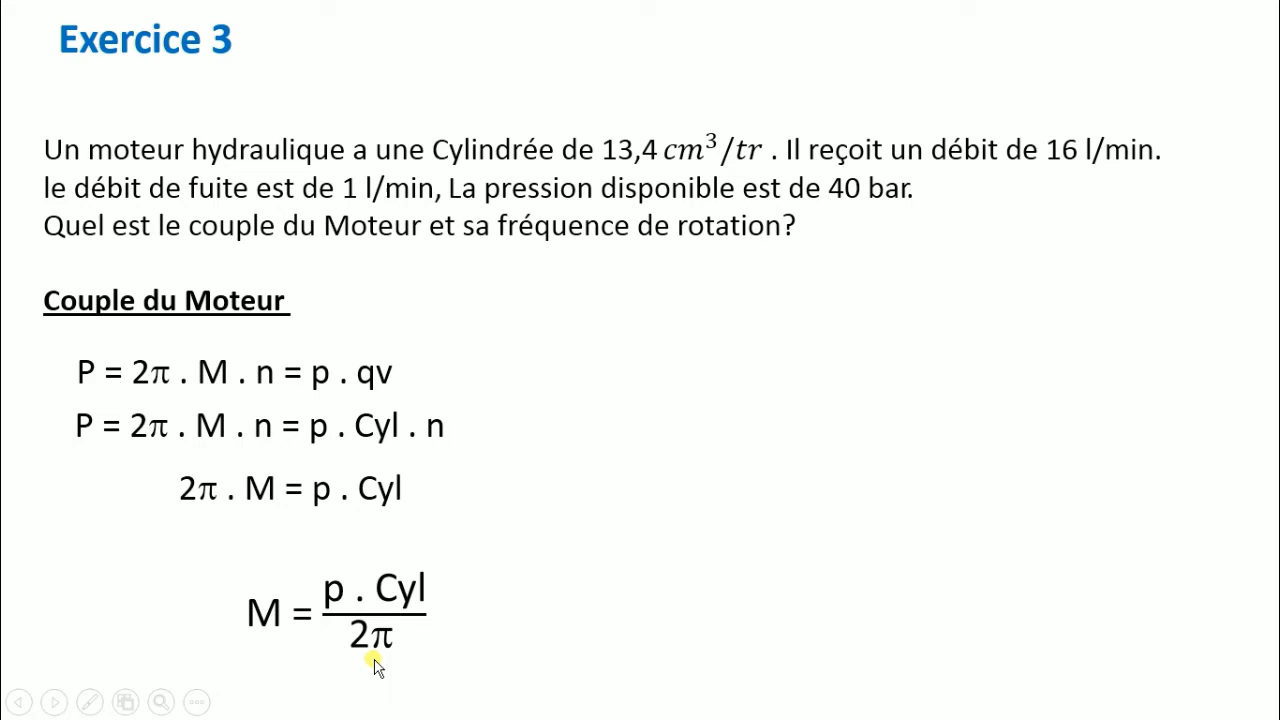 Exercice 3
Un moteur hydraulique a une Cylindrée de 13,4 cm³/tr . Il reçoit un débit de 16 l/min.
le débit de fuite est de 1 l/min, La pression disponible est de 40 bar.
Quel est le couple du Moteur et sa fréquence de rotation?
Couple du Moteur
P = 2π . M . n = p . qv
P = 2π . M . n = p . Cyl . n
2π . M = p . Cyl
M = p . Cyl
2π